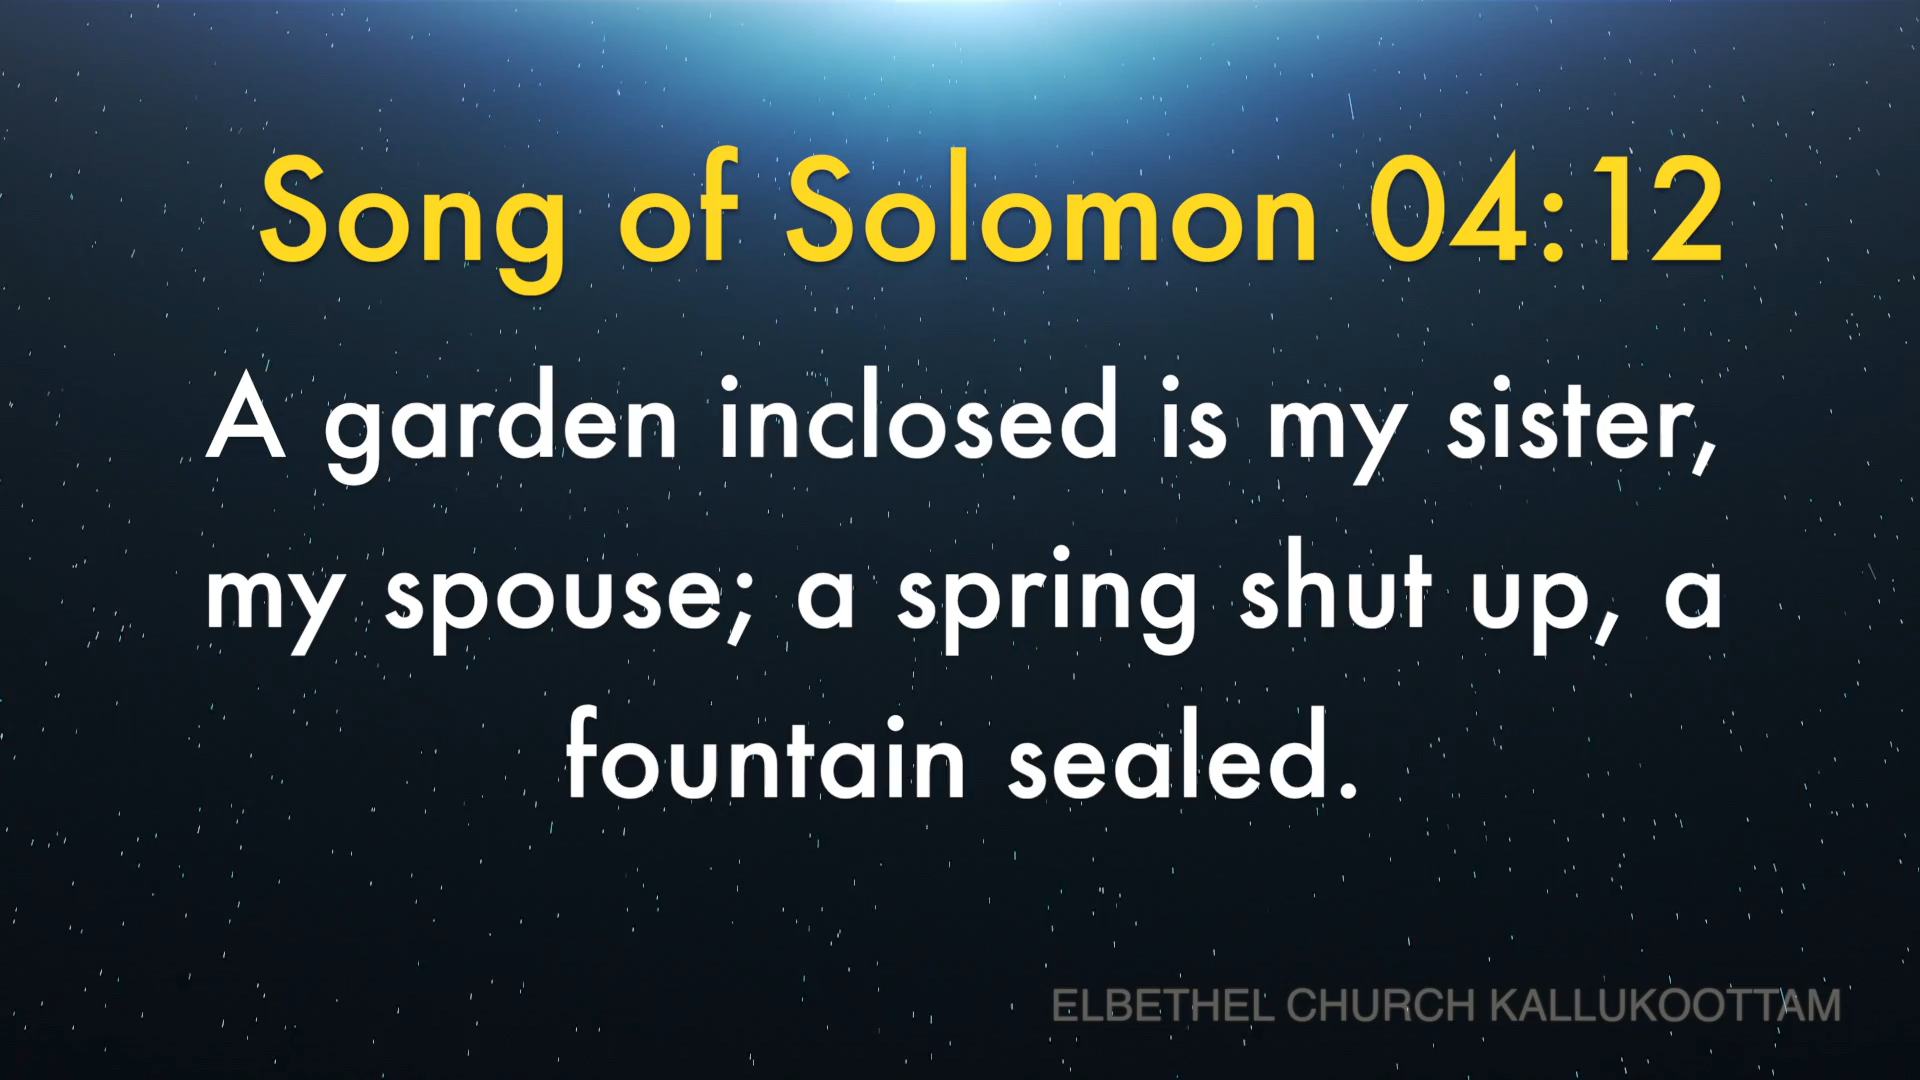 Song of Solomon 04:12
A garden inclosed is my sister,
my spouse; a spring shut up, a
fountain sealed.
ELBETHEL CHURCH KALLUKOOTTAM